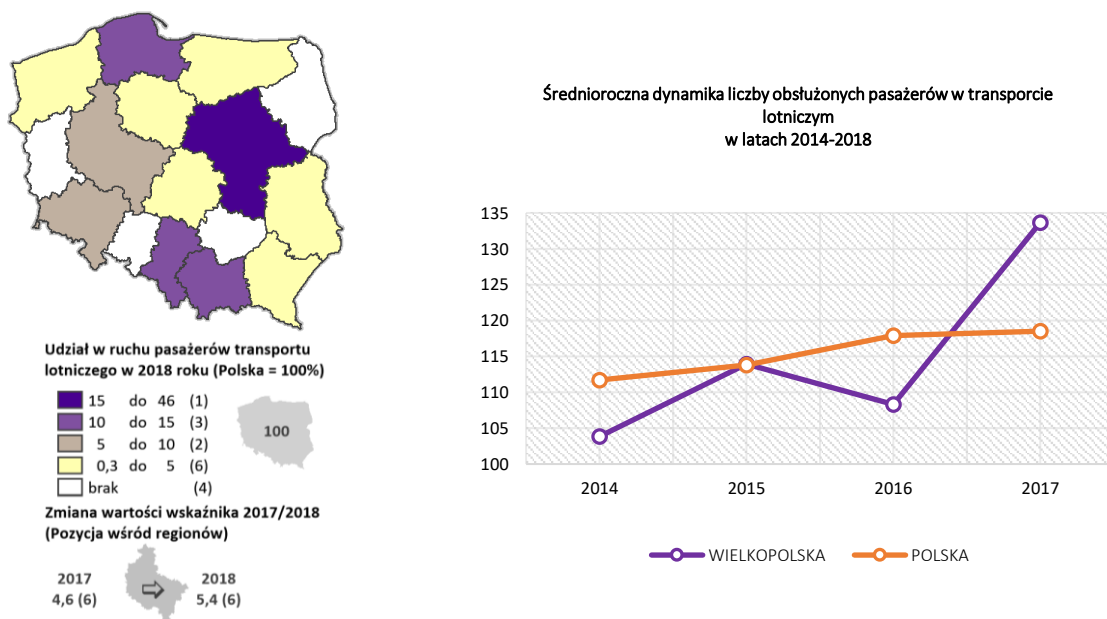 Udział w ruchu pasażerów transportu
lotniczego w 2018 roku (Polska = 100%)
15 do 46 (1)
10 do 15 (3)
5 do 10 (2)
0,3 do 5 (6)
brak (4)
100
Zmiana wartości wskaźnika 2017/2018
(Pozycja wśród regionów)
2017 2018
4,6 (6) 5,4 (6)
Średnioroczna dynamika liczby obsłużonych pasażerów w transporcie
lotniczym
w latach 2014-2018
135
130
125
120
115
110
105
100
2014 2015 2016 2017
WIELKOPOLSKA POLSKA